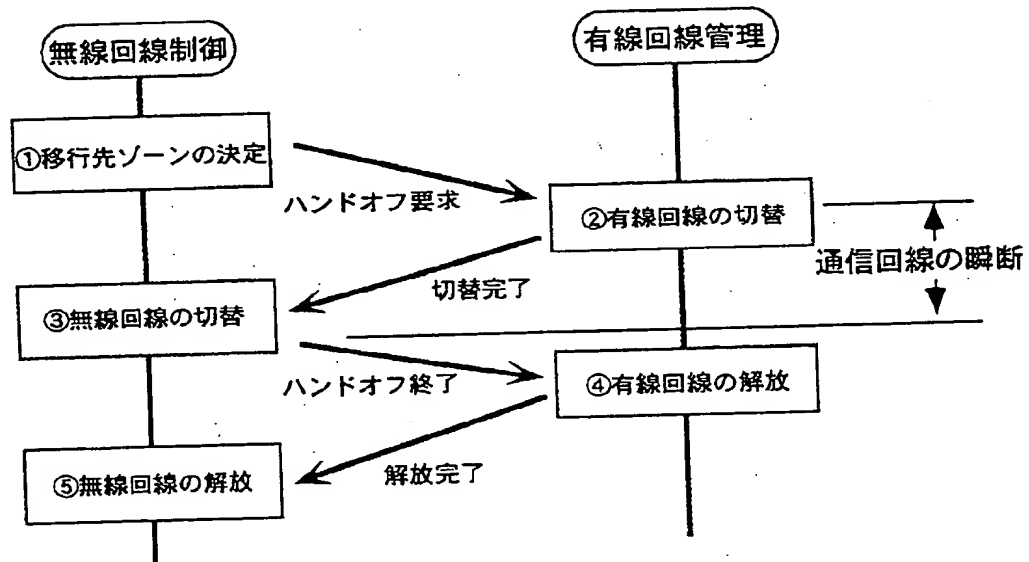 無線回線制御
有線回線管理
①移行先ゾーンの決定
ハンドオフ要求
②有線回線の切替
通信回線の瞬断
切替完了
③無線回線の切替
ハンドオフ終了
④有線回線の解放
解放完了
⑤無線回線の解放